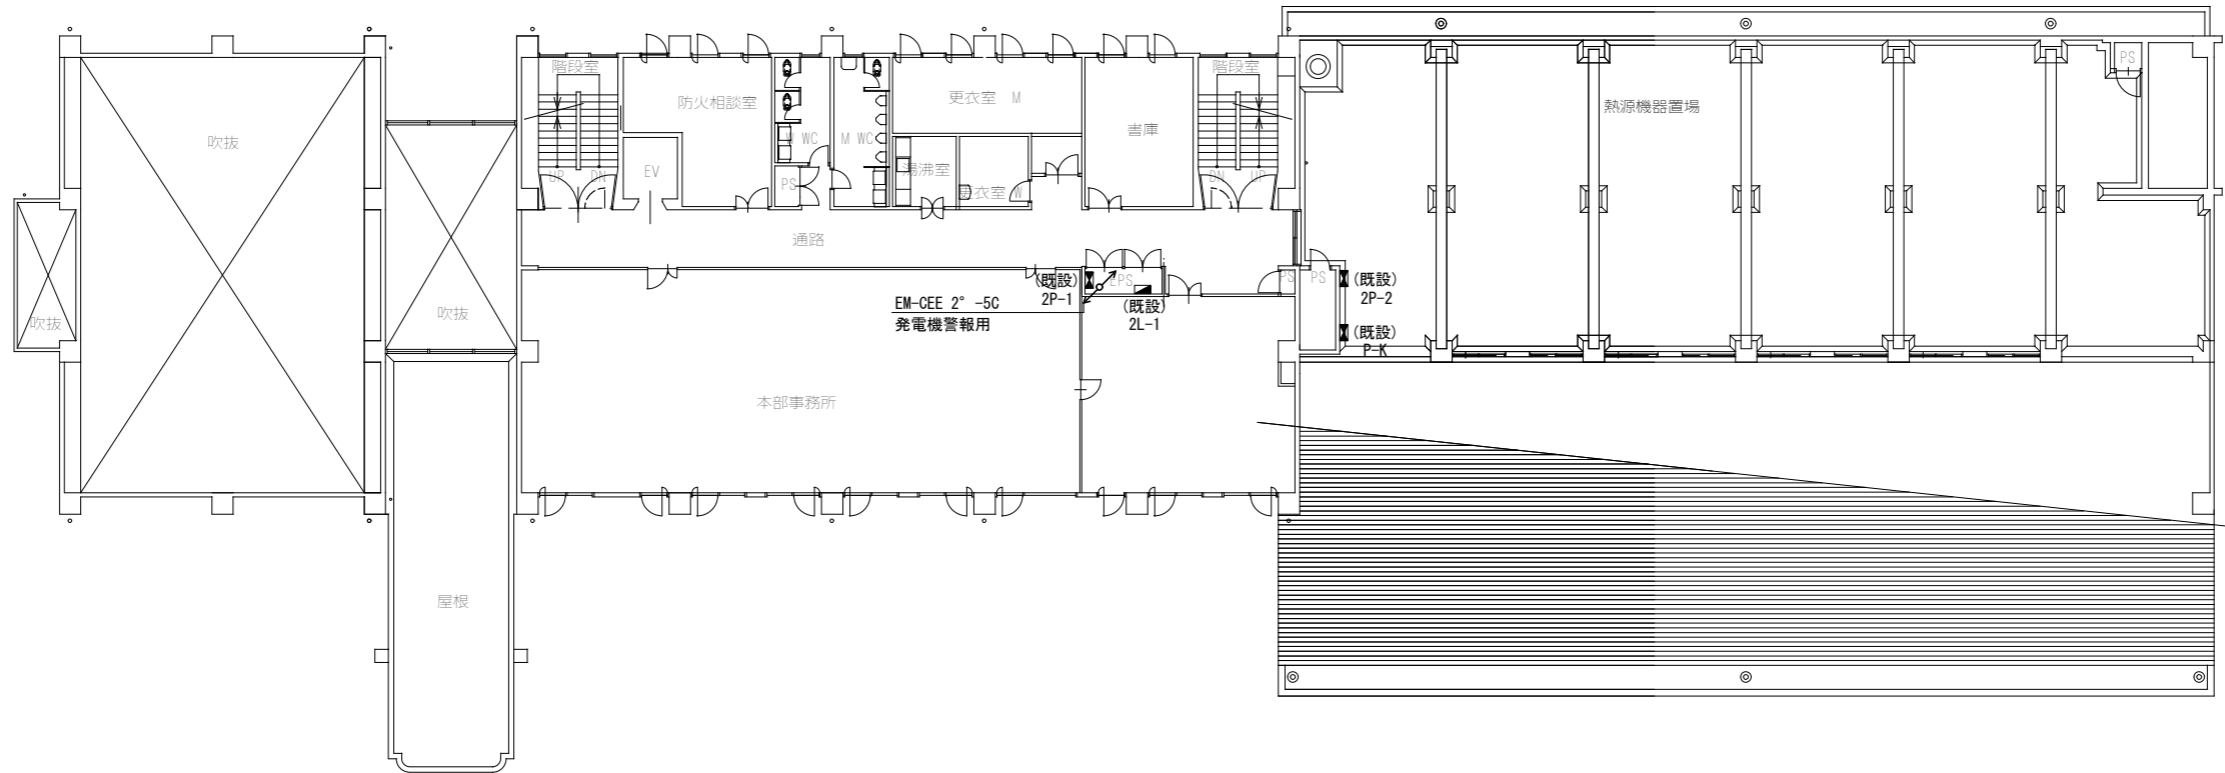 階段室
階段室
PS
防火相談室
更衣室 M
熱源機器置場
吹抜
書庫
W WC
M WC
EV
湯沸室
UP
DN
PS
更衣室 W
DN
UP
通路
(既設)
2P-1
EPS
PS
PS
(既設)
2P-2
EM-CEE 2°-5C
発電機警報用
(既設)
2L-1
吹抜
吹抜
(既設)
P-K
本部事務所
屋根